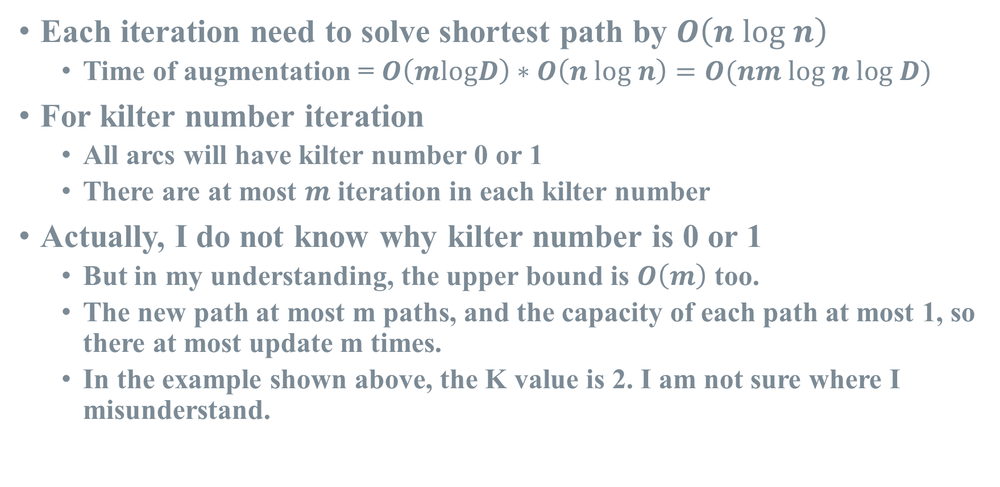 • Each iteration need to solve shortest path by O(n log n)
• Time of augmentation = O(mlogD) ∗ O(n log n) = O(nm log n log D)
• For kilter number iteration
• All arcs will have kilter number 0 or 1
• There are at most m iteration in each kilter number
• Actually, I do not know why kilter number is 0 or 1
• But in my understanding, the upper bound is O(m) too.
• The new path at most m paths, and the capacity of each path at most 1, so
there at most update m times.
• In the example shown above, the K value is 2. I am not sure where I
misunderstand.